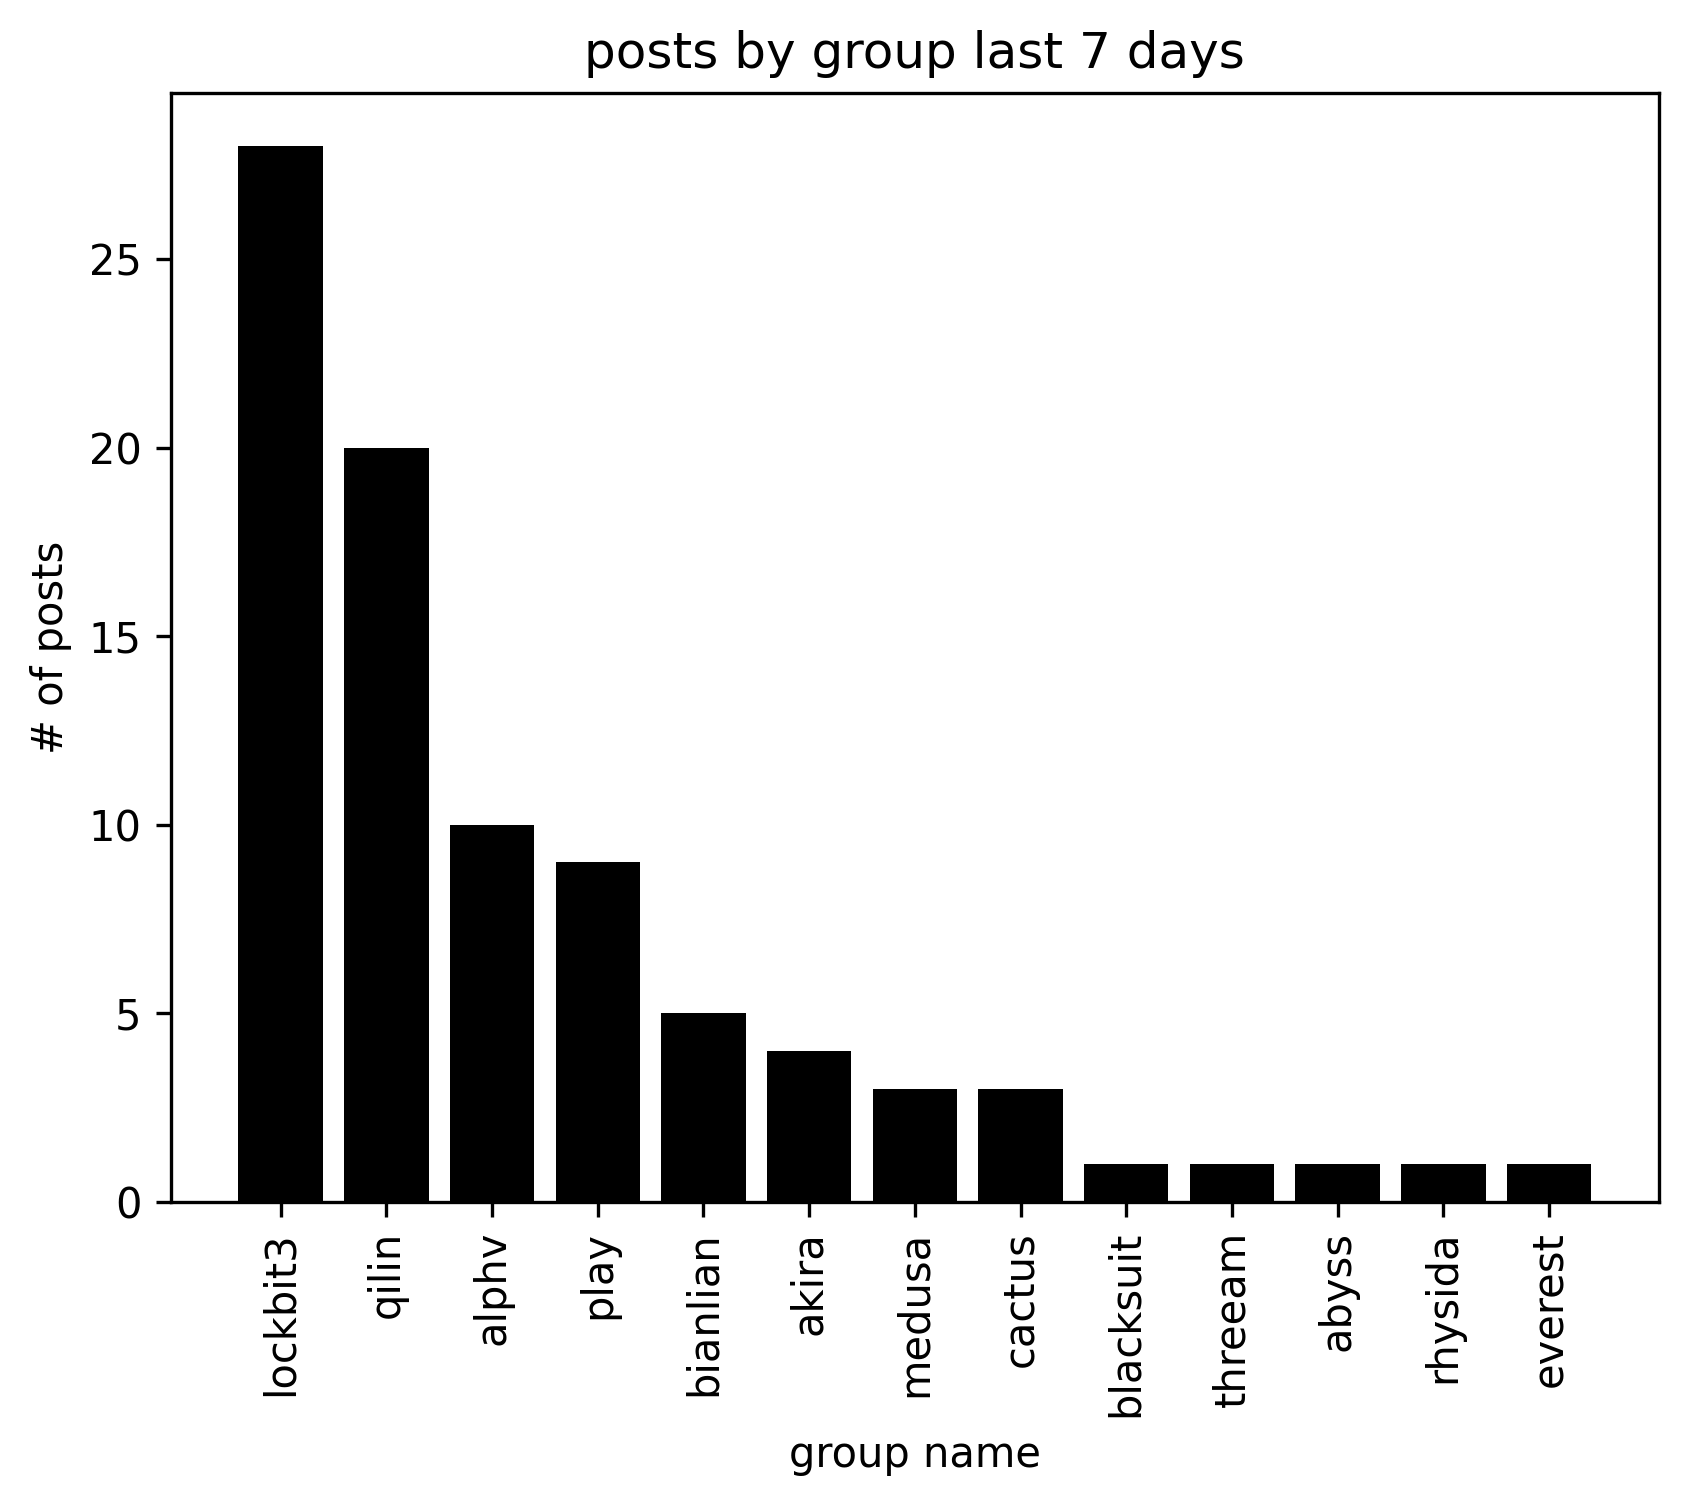 posts by group last 7 days
# of posts
25
20
15
10
5
0
lockbit3
qilin
alphv
play
bianlian
akira
medusa
cactus
blacksuit
threeam
abyss
rhysida
everest
group name